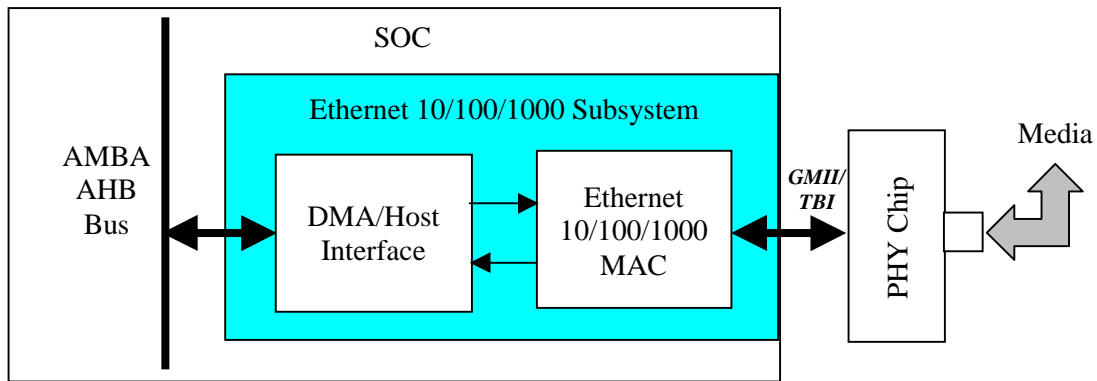 SOC
Ethernet 10/100/1000 Subsystem
AMBA
AHB
Bus
DMA/Host
Interface
Ethernet
10/100/1000
MAC
GMII/
TBI
PHY Chip
Media